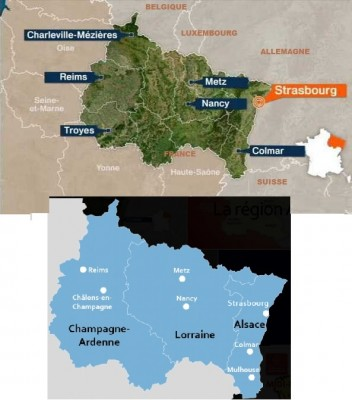 BELGIQUE
Charleville-Mézières
LUXEMBOURG
Oise
ALLEMAGNE
Reims
Metz
Strasbourg
Seine-
et-Marne
Nancy
Troyes
FRANCE
Colmar
Yonne
Haute-Saône
SUISSE
La région
Reims
Metz
Châlons-en-
Champagne
Nancy
Strasbourg
Champagne-
Ardenne
Lorraine
Alsace
Colmar
Mulhouse